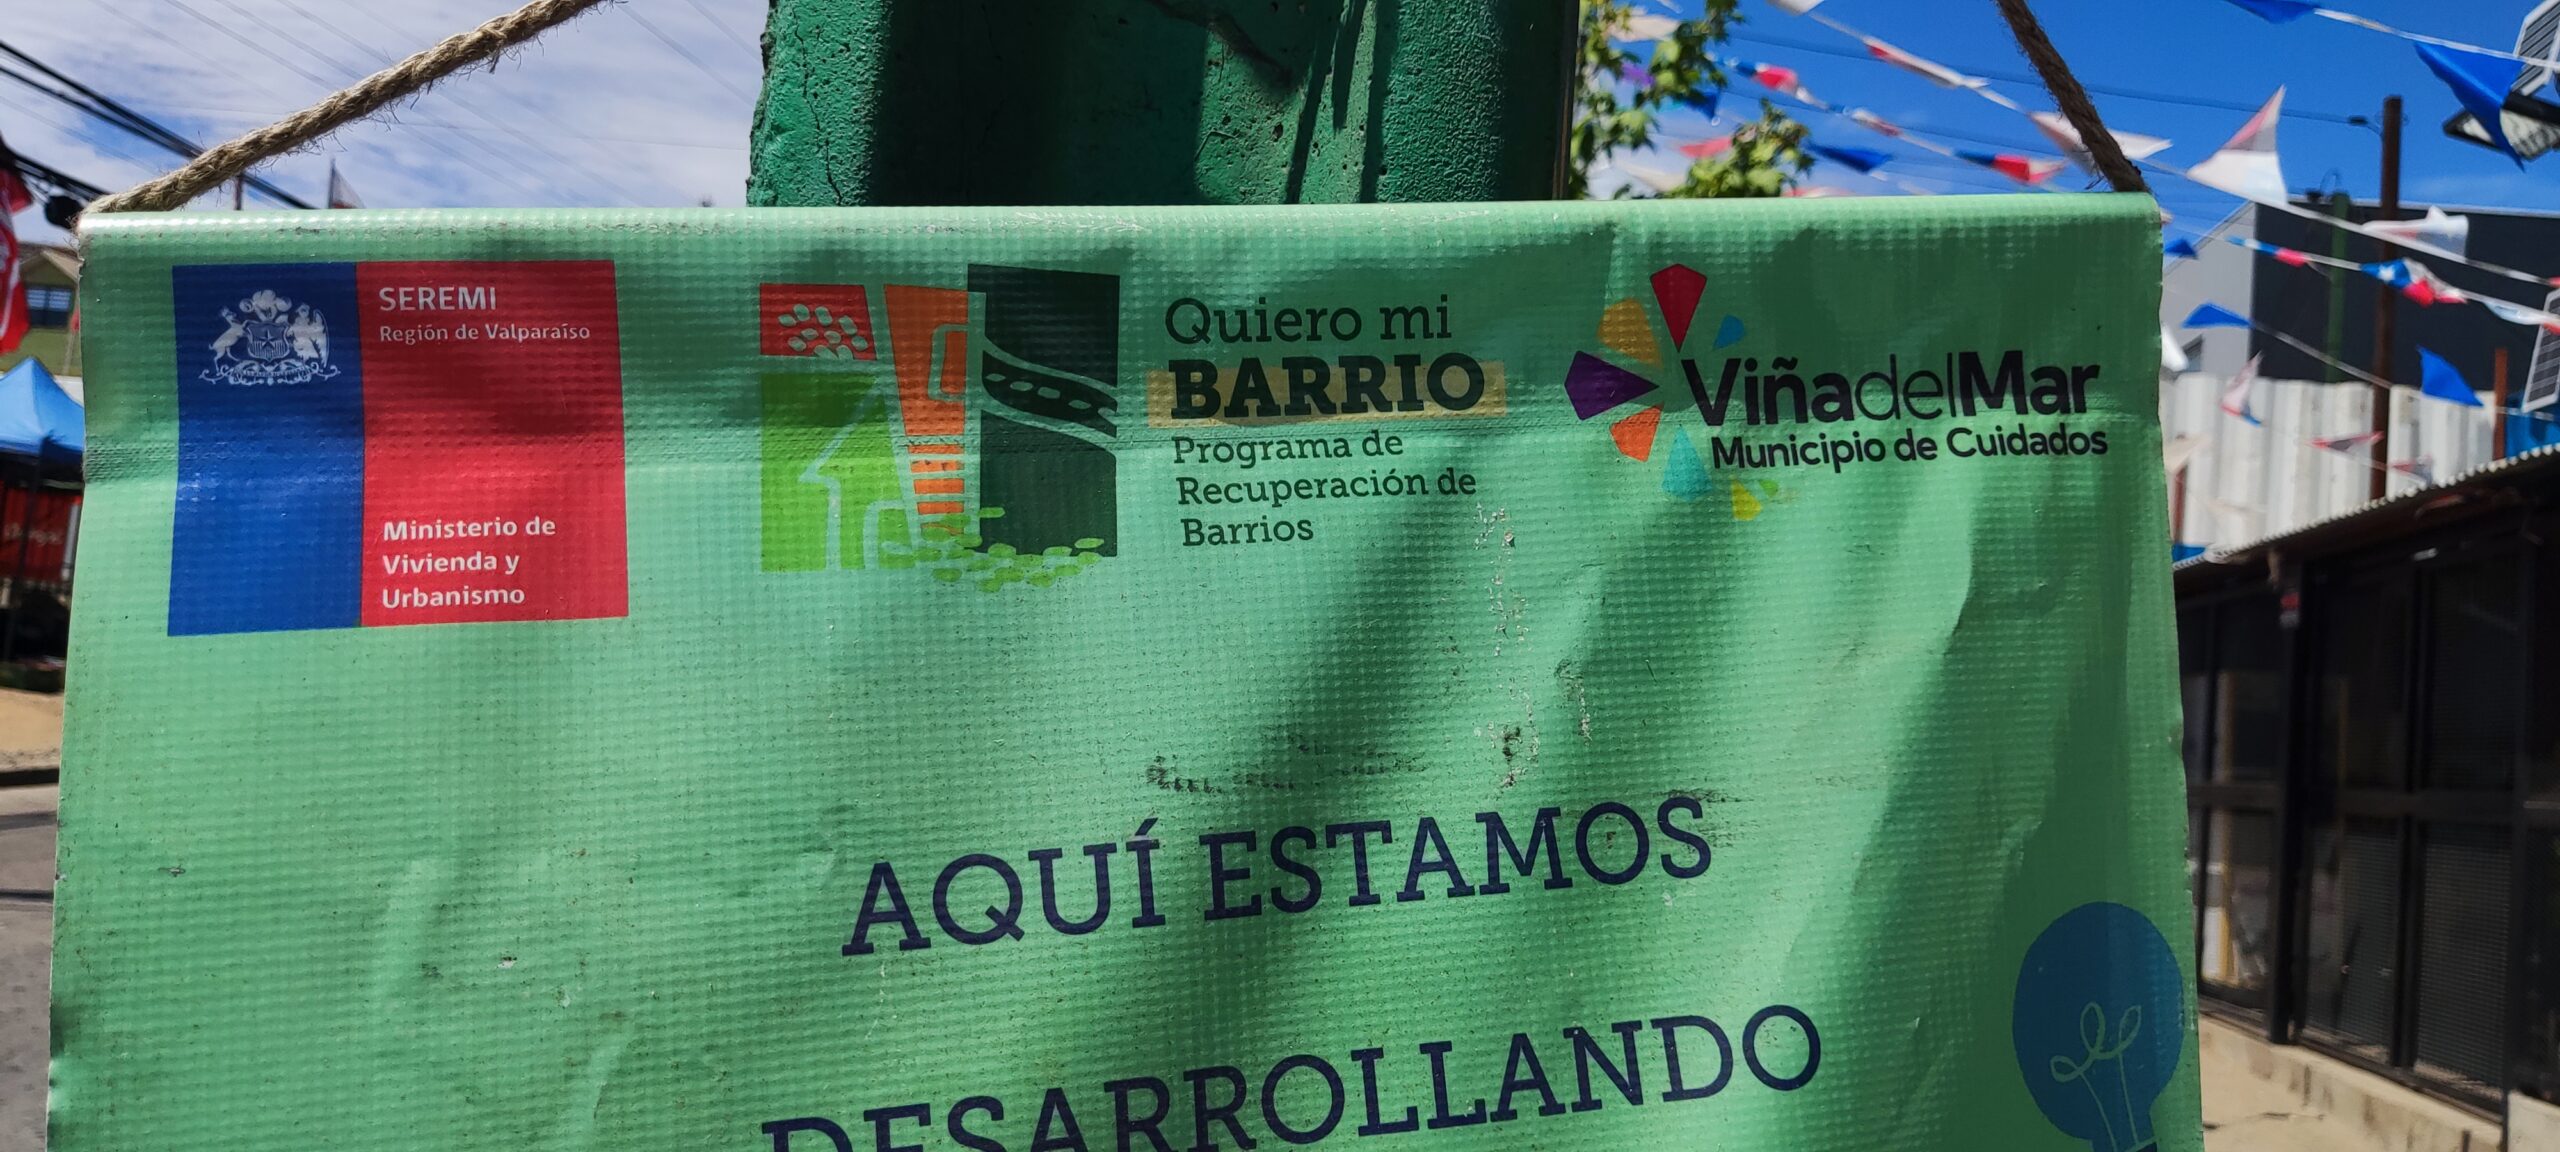 SEREMI
Región de Valparaíso
Ministerio de
Vivienda y
Urbanismo
Quiero mi
BARRIO
Programa de
Recuperación de
Barrios
ViñadelMar
Municipio de Cuidados
AQUÍ ESTAMOS
DESARROLLANDO